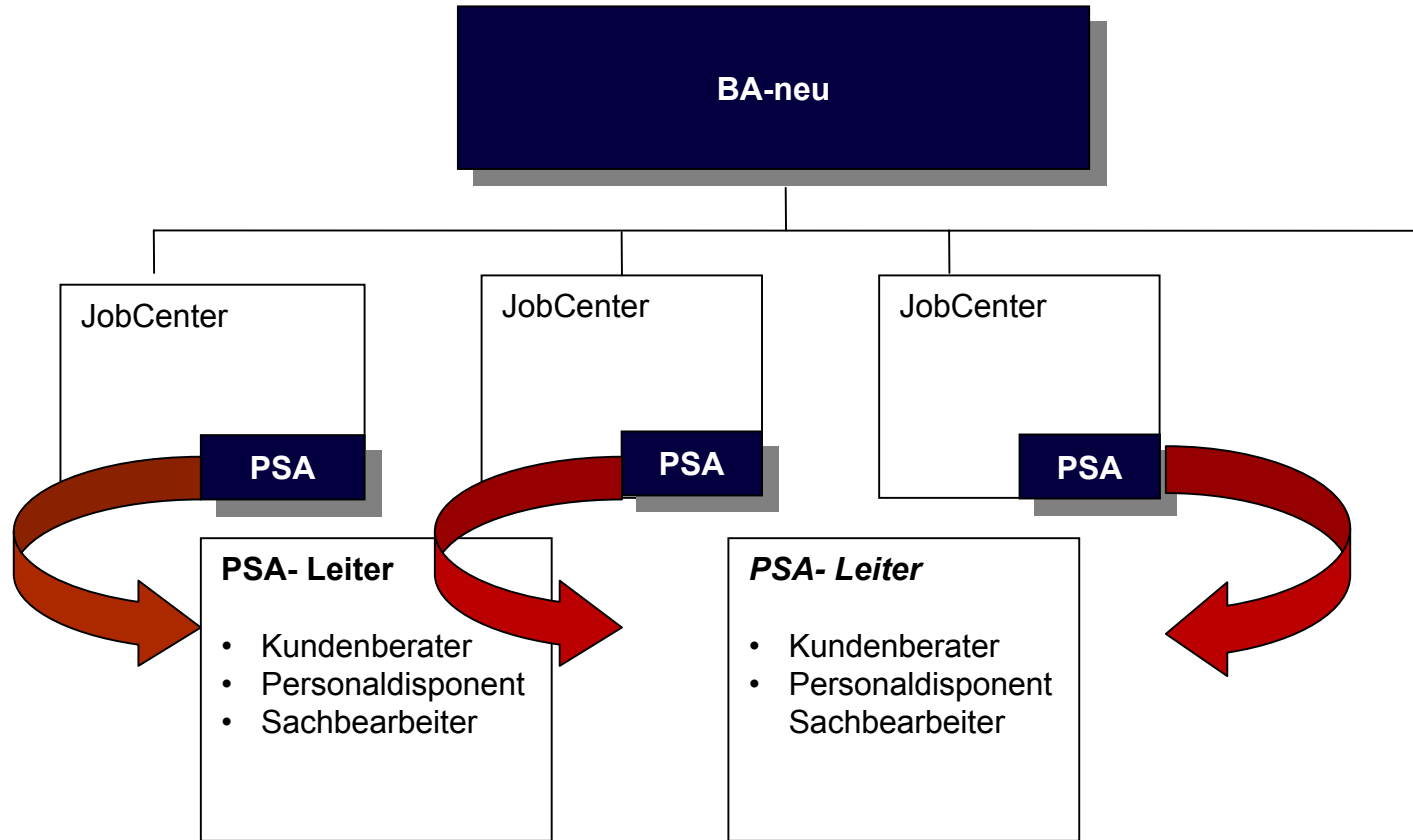 BA-neu
JobCenter
JobCenter
JobCenter
PSA
PSA
PSA
PSA- Leiter
• Kundenberater
• Personaldisponent
• Sachbearbeiter
PSA- Leiter
• Kundenberater
• Personaldisponent
Sachbearbeiter